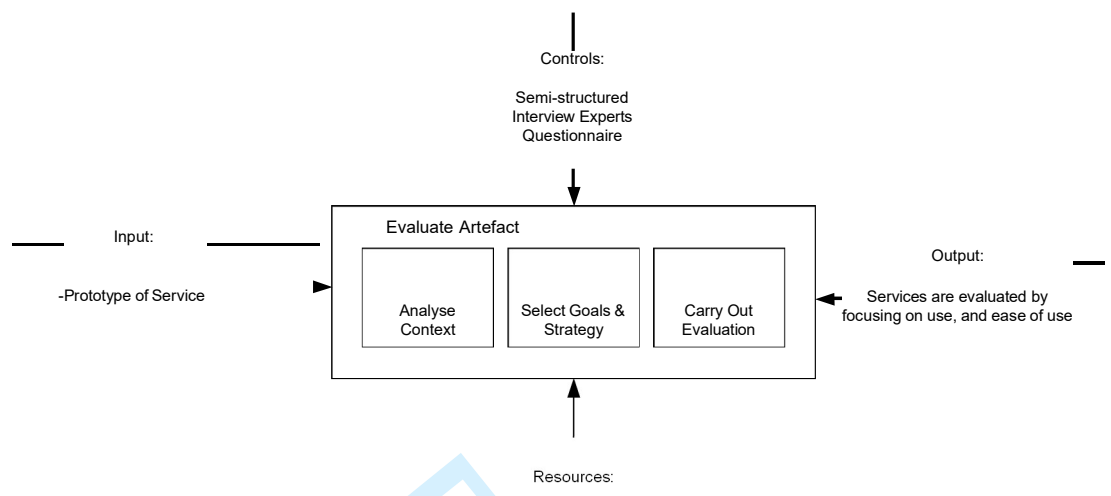 Controls:
Semi-structured
Interview Experts
Questionnaire
Evaluate Artefact
Input:
-Prototype of Service
Analyse
Context
Select Goals &
Strategy
Carry Out
Evaluation
Output:
Services are evaluated by
focusing on use, and ease of use
Resources: